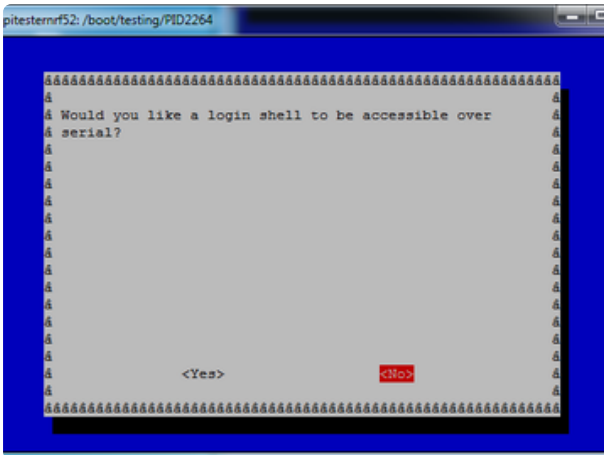 pitesternrf52: /boot/testing/PID2264
Would you like a login shell to be accessible over
serial?
<Yes> <No>